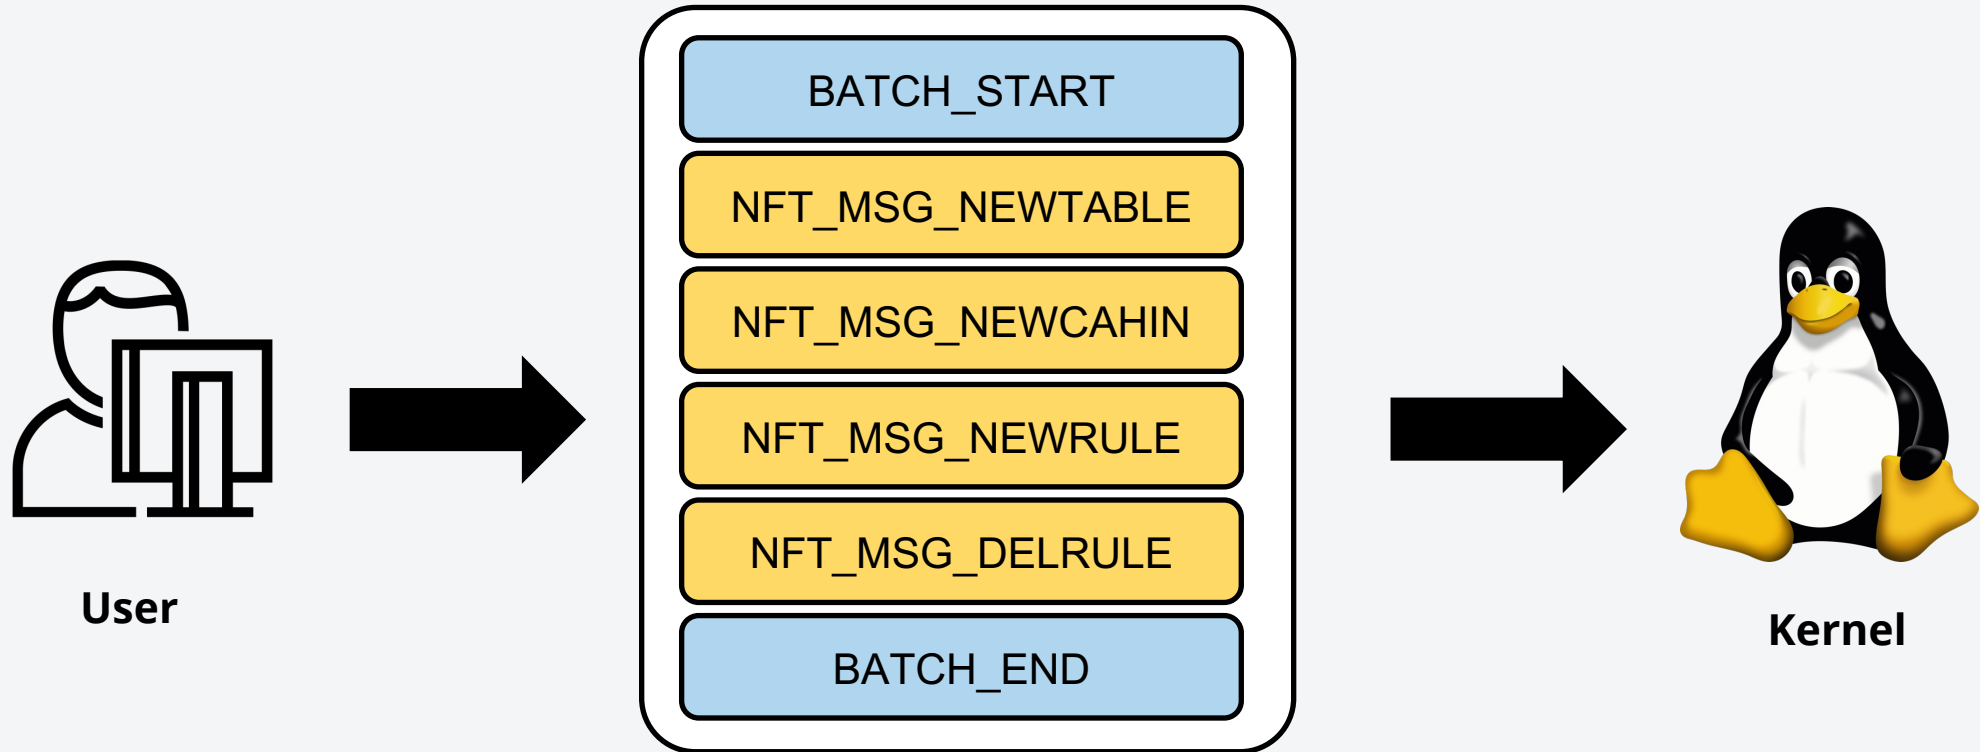 BATCH_START
NFT_MSG_NEWTABLE
NFT_MSG_NEWCAHIN
NFT_MSG_NEWRULE
NFT_MSG_DELRULE
BATCH_END
User
Kernel